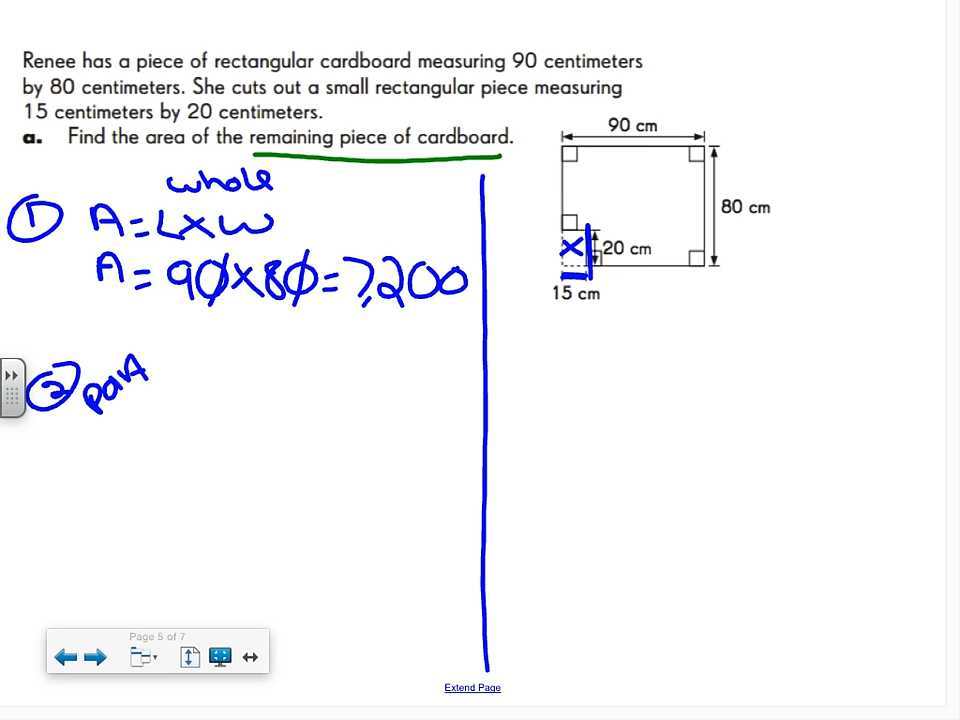 Renee has a piece of rectangular cardboard measuring 90 centimeters
by 80 centimeters. She cuts out a small rectangular piece measuring
15 centimeters by 20 centimeters.
a. Find the area of the remaining piece of cardboard.
90 cm
80 cm
20 cm
15 cm
X
whole
1 A=LxW
A=90x80=7,200
2 part
Page 5 of 7
Extend Page